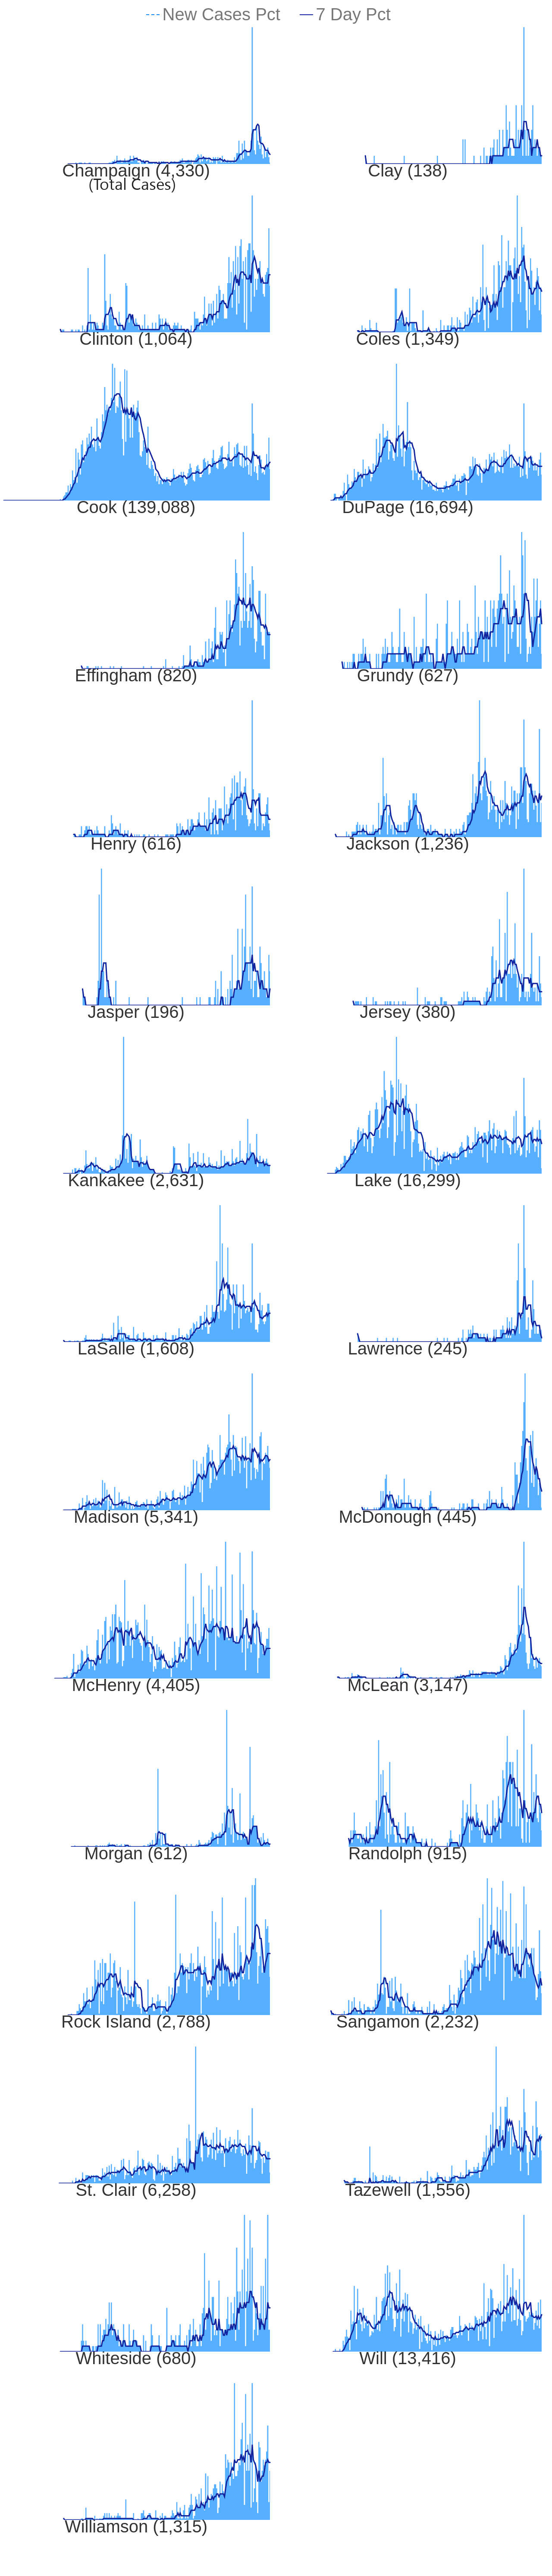 New Cases Pct 7 Day Pct
Champaign (4,330) Clay (138)
(Total Cases)
Clinton (1,064) Coles (1,349)
Cook (139,088) DuPage (16,694)
Effingham (820) Grundy (627)
Henry (616) Jackson (1,236)
Jasper (196) Jersey (380)
Kankakee (2,631) Lake (16,299)
LaSalle (1,608) Lawrence (245)
Madison (5,341) McDonough (445)
McHenry (4,405) McLean (3,147)
Morgan (612) Randolph (915)
Rock Island (2,788) Sangamon (2,232)
St. Clair (6,258) Tazewell (1,556)
Whiteside (680) Will (13,416)
Williamson (1,315)